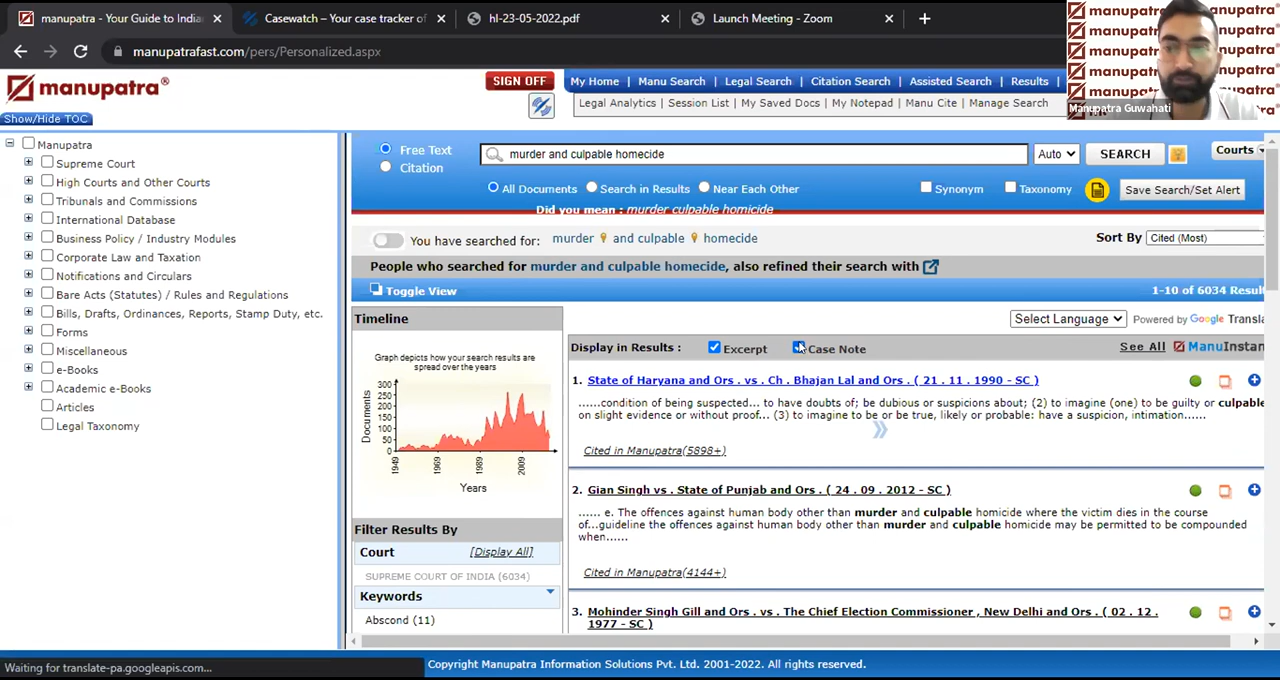 manupatra - Your Guide to India
Casewatch – Your case tracker of
hl-23-05-2022.pdf
Launch Meeting - Zoom
manupatrafast.com/pers/Personalized.aspx
manupatra®
SIGN OFF
My Home | Manu Search | Legal Search | Citation Search | Assisted Search | Results |
Legal Analytics | Session List | My Saved Docs | My Notepad | Manu Cite | Manage Search
Manupatra Guwahati
Show/Hide TOC
Manupatra
Supreme Court
High Courts and Other Courts
Tribunals and Commissions
International Database
Business Policy / Industry Modules
Corporate Law and Taxation
Notifications and Circulars
Bare Acts (Statutes) / Rules and Regulations
Bills, Drafts, Ordinances, Reports, Stamp Duty, etc.
Forms
Miscellaneous
e-Books
Academic e-Books
Articles
Legal Taxonomy
Free Text
Citation
murder and culpable homecide
Auto
SEARCH
Courts
All Documents
Search in Results
Near Each Other
Synonym
Taxonomy
Save Search/Set Alert
Did you mean : murder culpable homicide
You have searched for: murder and culpable homecide
Sort By Cited (Most)
People who searched for murder and culpable homecide, also refined their search with
Toggle View
1-10 of 6034 Result
Timeline
Graph depicts how your search results are
spread over the years
Documents
300
250
200
150
100
50
0
1949
1969
1989
2009
Years
Filter Results By
Court [Display All]
SUPREME COURT OF INDIA (6034)
Keywords
Abscond (11)
Select Language
Powered by Google Transla
Display in Results : Excerpt Case Note
See All ManuInstan
1. State of Haryana and Ors . vs . Ch . Bhajan Lal and Ors . ( 21 . 11 . 1990 - SC )
......condition of being suspected... to have doubts of; be dubious or suspicions about; (2) to imagine (one) to be guilty or culpable
on slight evidence or without proof... (3) to imagine to be or be true, likely or probable: have a suspicion, intimation......
Cited in Manupatra(5898+)
2. Gian Singh vs . State of Punjab and Ors . ( 24 . 09 . 2012 - SC )
...... e. The offences against human body other than murder and culpable homicide where the victim dies in the course
of...guideline the offences against human body other than murder and culpable homicide may be permitted to be compounded
when......
Cited in Manupatra(4144+)
3. Mohinder Singh Gill and Ors . vs . The Chief Election Commissioner , New Delhi and Ors . ( 02 . 12 .
1977 - SC )
Waiting for translate-pa.googleapis.com...
Copyright Manupatra Information Solutions Pvt. Ltd. 2001-2022. All rights reserved.